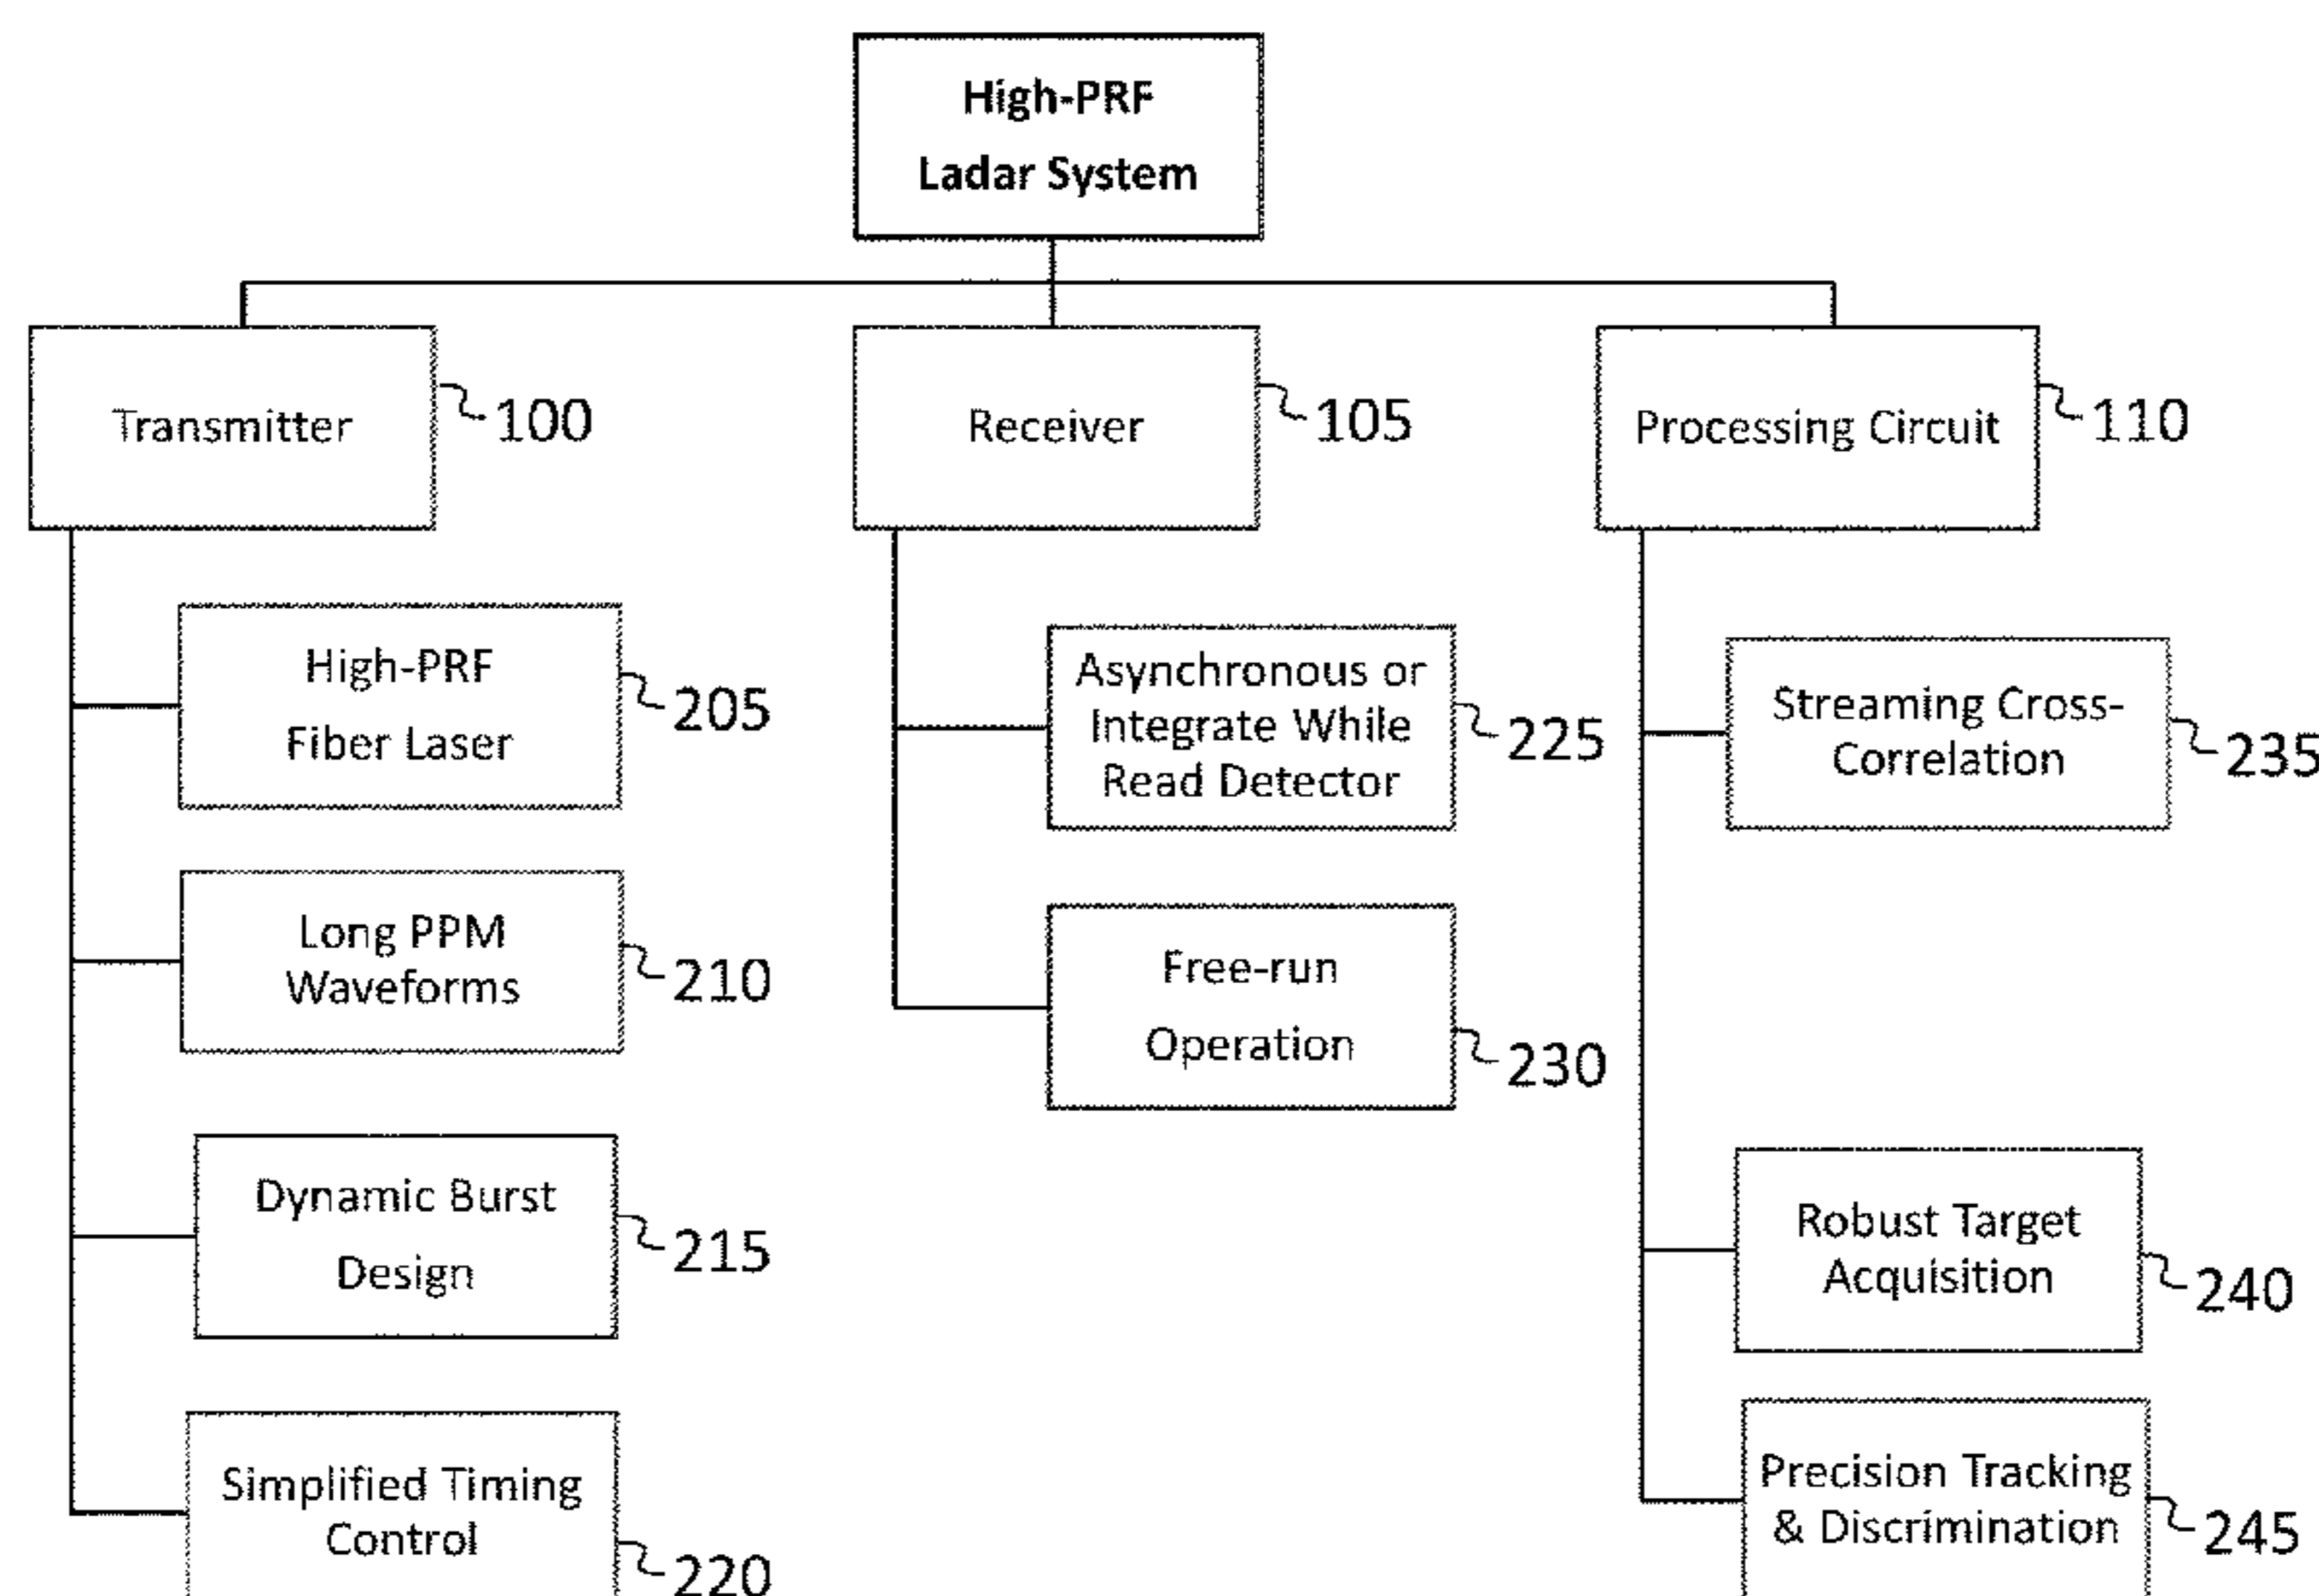 High-PRF
Ladar System
Transmitter
100
Receiver
105
Processing Circuit
110
High-PRF
Fiber Laser
205
Long PPM
Waveforms
210
Dynamic Burst
Design
215
Simplified Timing
Control
220
Asynchronous or
Integrate While
Read Detector
225
Free-run
Operation
230
Streaming Cross-
Correlation
235
Robust Target
Acquisition
240
Precision Tracking
& Discrimination
245